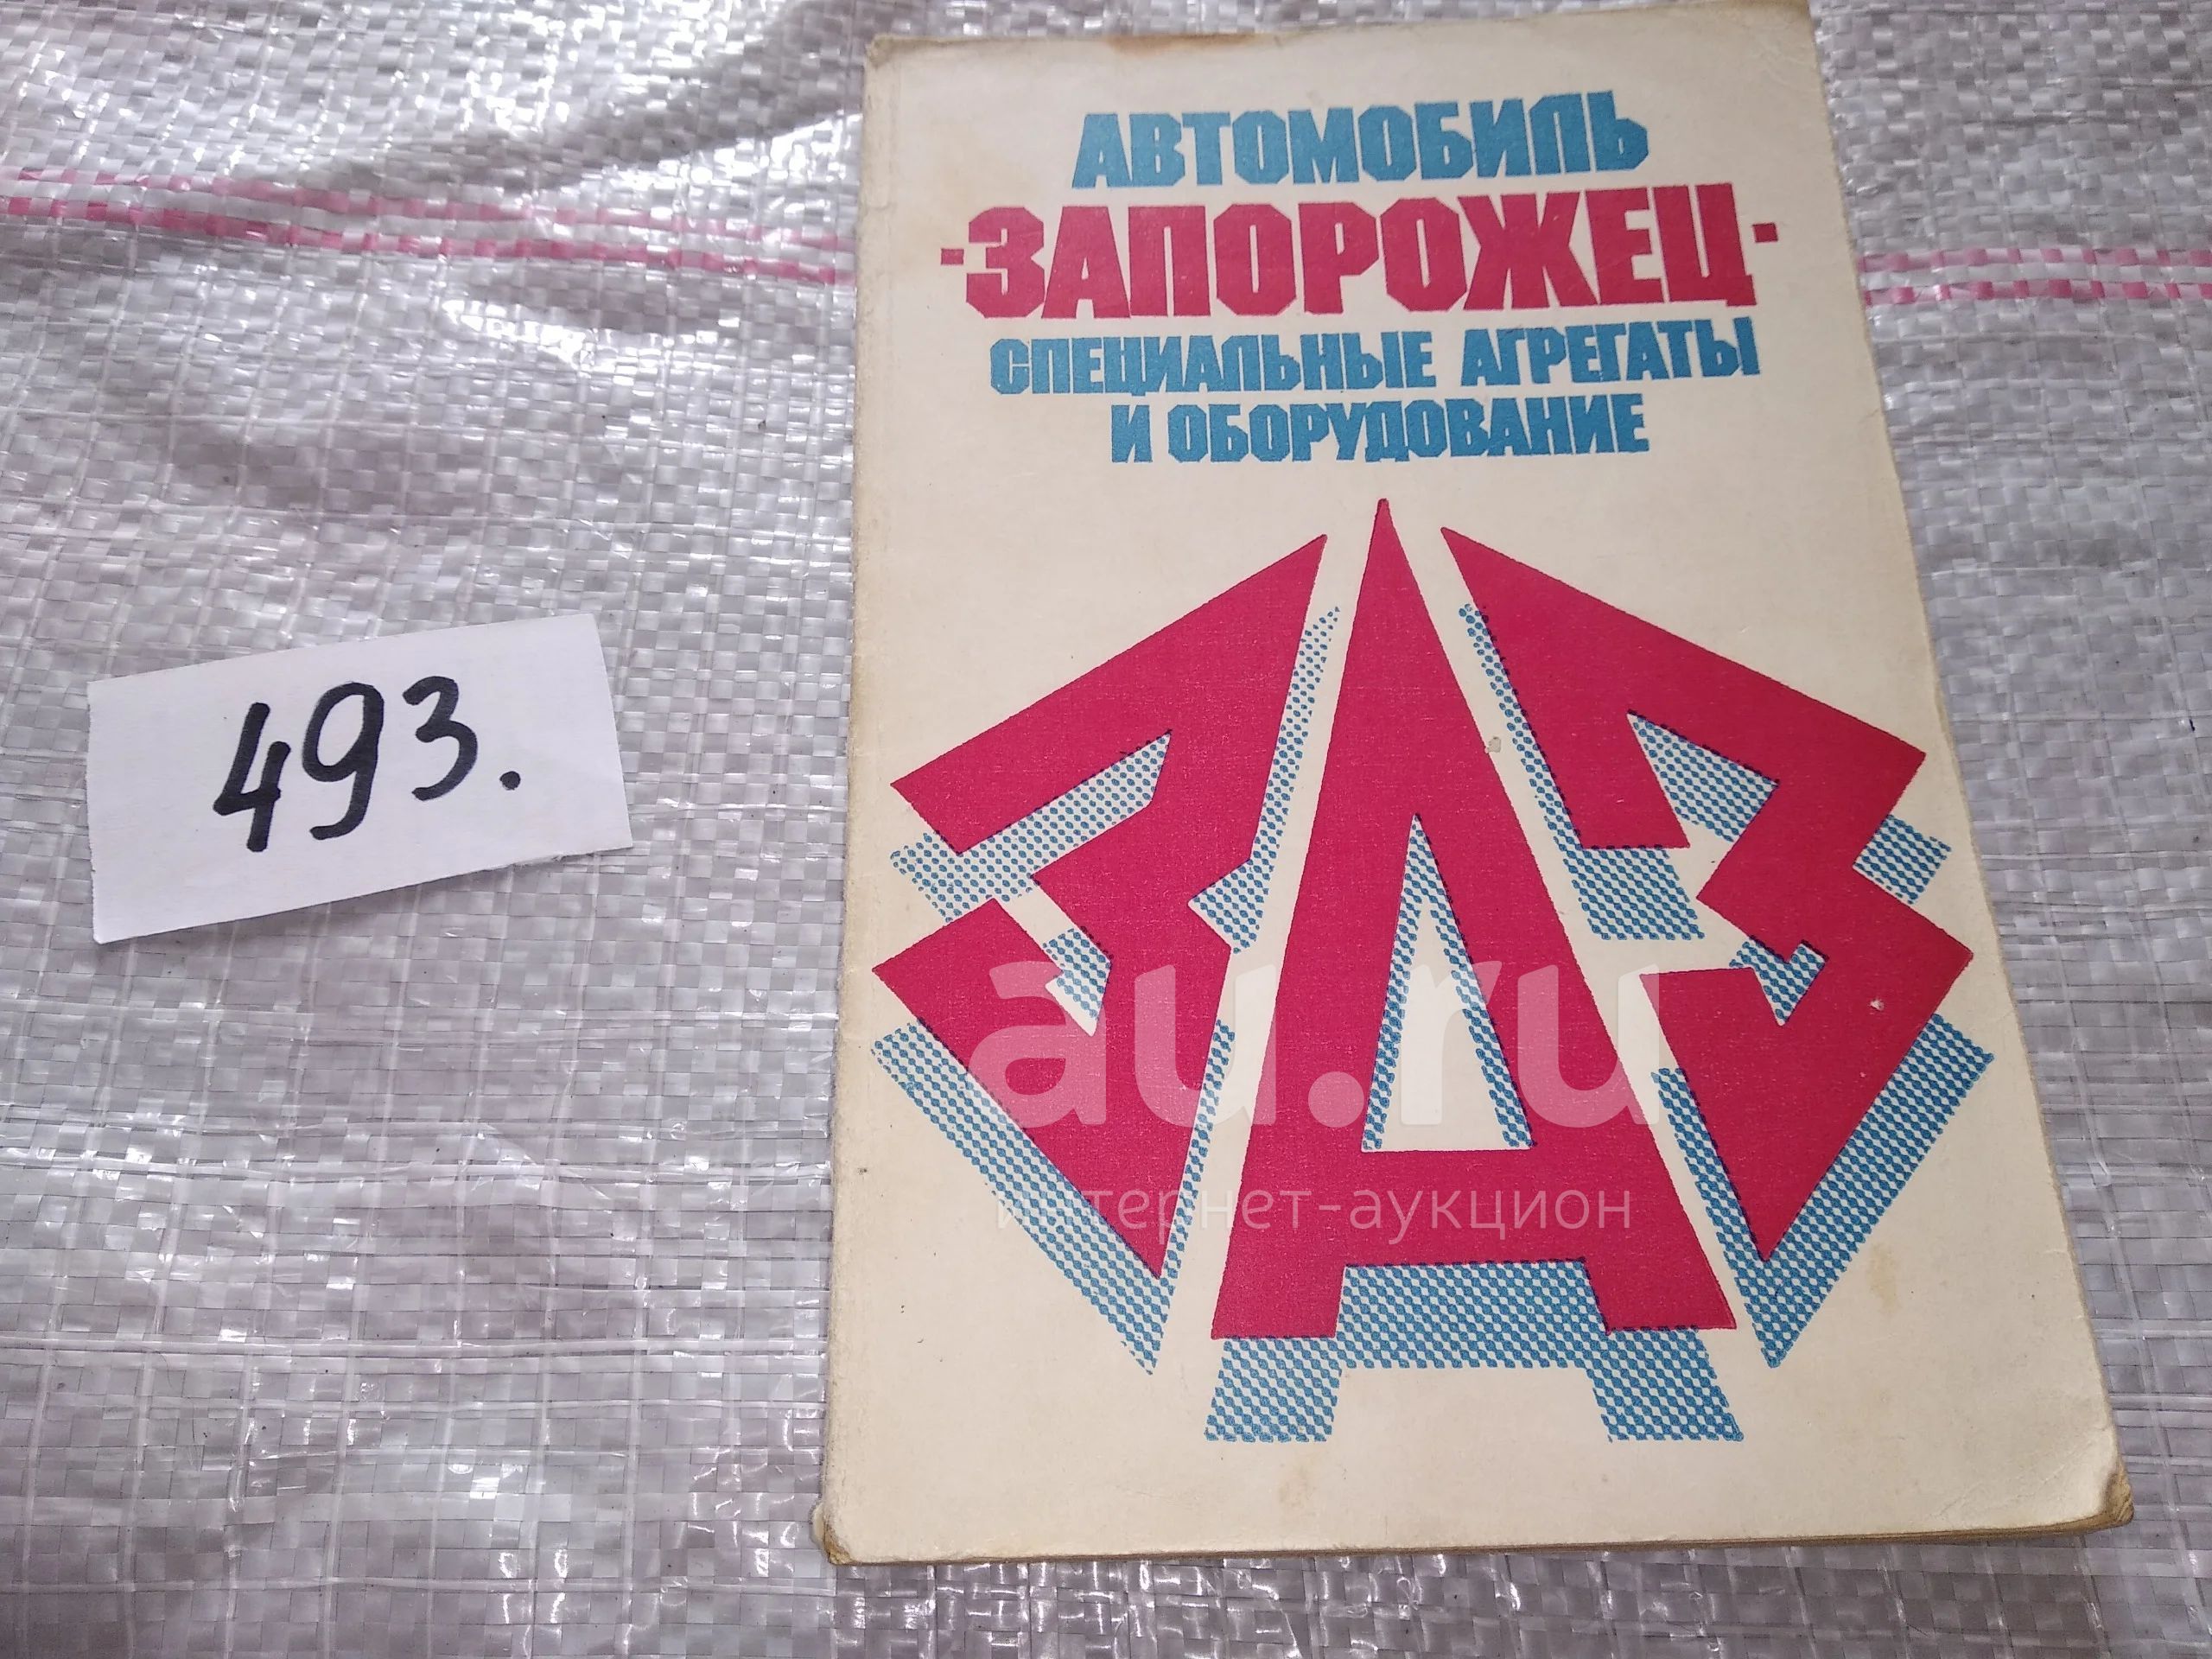 АВТОМОБИЛЬ
"ЗАПОРОЖЕЦ"
СПЕЦИАЛЬНЫЕ АГРЕГАТЫ
И ОБОРУДОВАНИЕ
493.
ЗАЗ
au.ru
интернет-аукцион